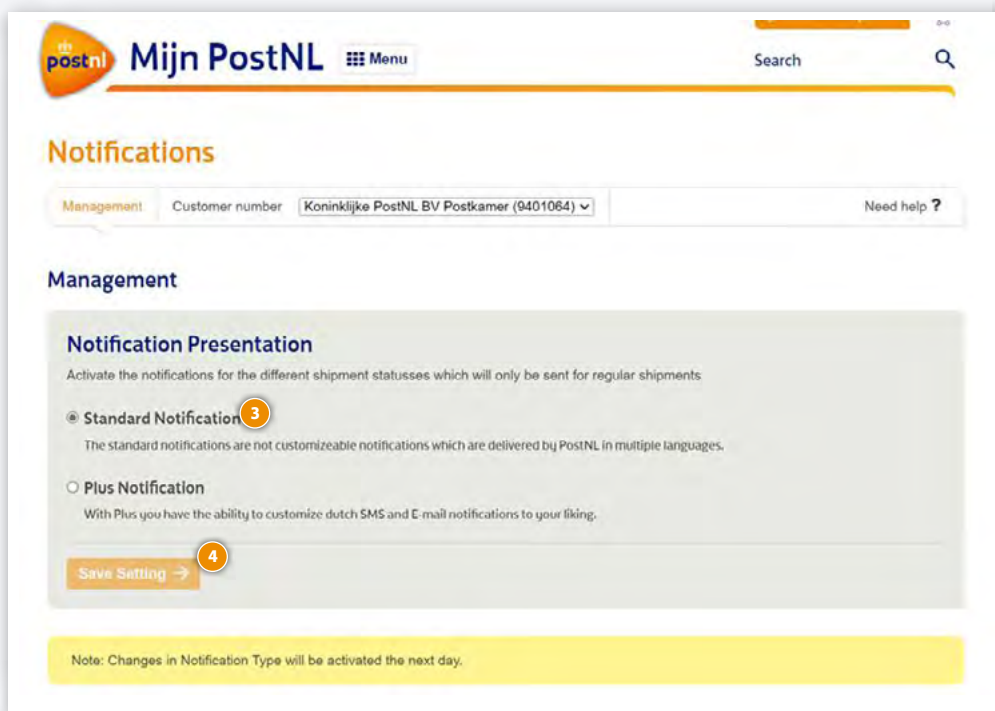 postnl
Mijn PostNL
Menu
Search
Notifications
Management Customer number Koninklijke PostNL BV Postkamer (9401064) Need help ?
Management
Notification Presentation
Activate the notifications for the different shipment statusses which will only be sent for regular shipments
Standard Notification 3
The standard notifications are not customizeable notifications which are delivered by PostNL in multiple languages.
Plus Notification
With Plus you have the ability to customize dutch SMS and E-mail notifications to your liking.
4
Save Setting
Note: Changes in Notification Type will be activated the next day.